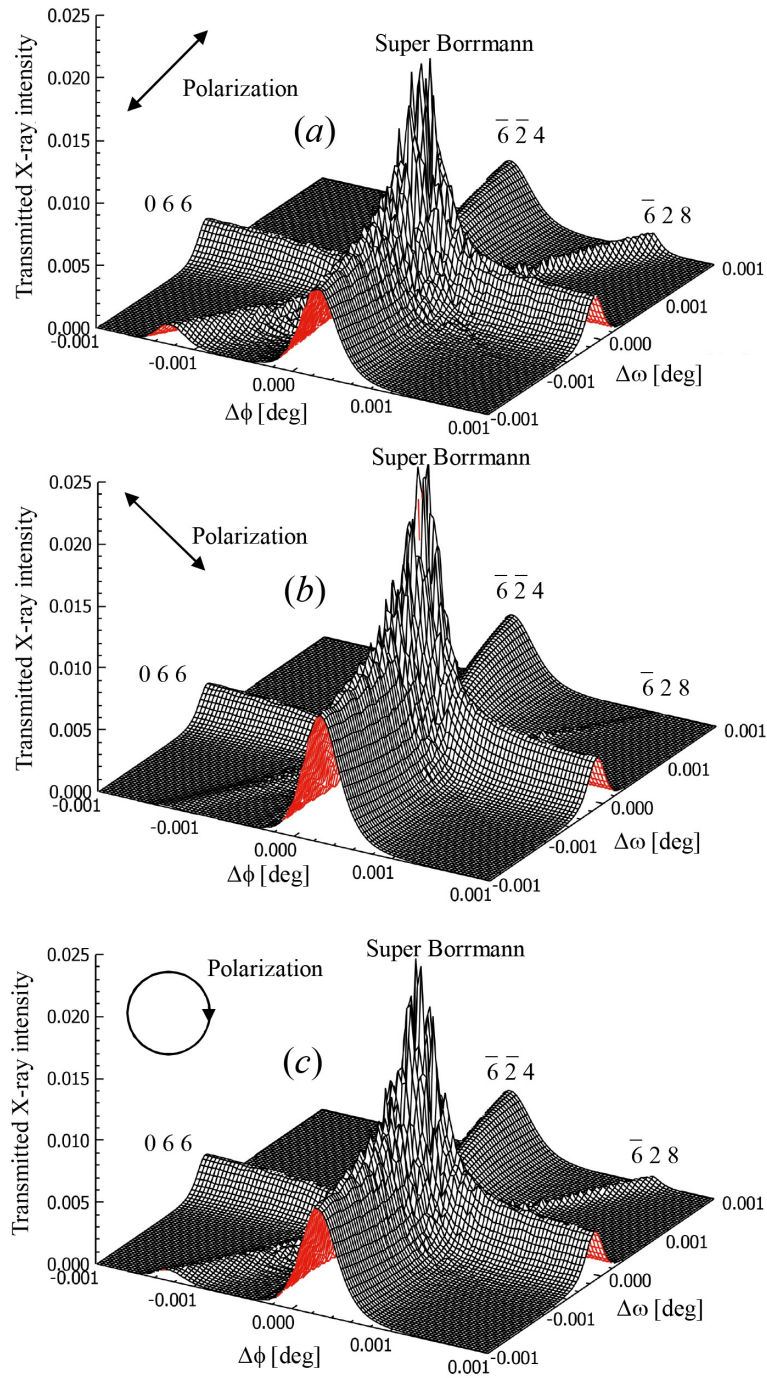 Transmitted X-ray intensity
0.025
0.020
0.015
0.010
0.005
0.000
Polarization
(a)
Super Borrmann
0 6 6
6̅ 2̅ 4
6̅ 2 8
-0.001
-0.001
0.000
0.001
0.001
Δϕ [deg]
-0.001
-0.001
0.000
0.001
0.001
Δω [deg]
Transmitted X-ray intensity
0.025
0.020
0.015
0.010
0.005
0.000
Polarization
(b)
Super Borrmann
0 6 6
6̅ 2̅ 4
6̅ 2 8
-0.001
-0.001
0.000
0.001
0.001
Δϕ [deg]
-0.001
-0.001
0.000
0.001
0.001
Δω [deg]
Transmitted X-ray intensity
0.025
0.020
0.015
0.010
0.005
0.000
Polarization
(c)
Super Borrmann
0 6 6
6̅ 2̅ 4
6̅ 2 8
-0.001
-0.001
0.000
0.001
0.001
Δϕ [deg]
-0.001
-0.001
0.000
0.001
0.001
Δω [deg]